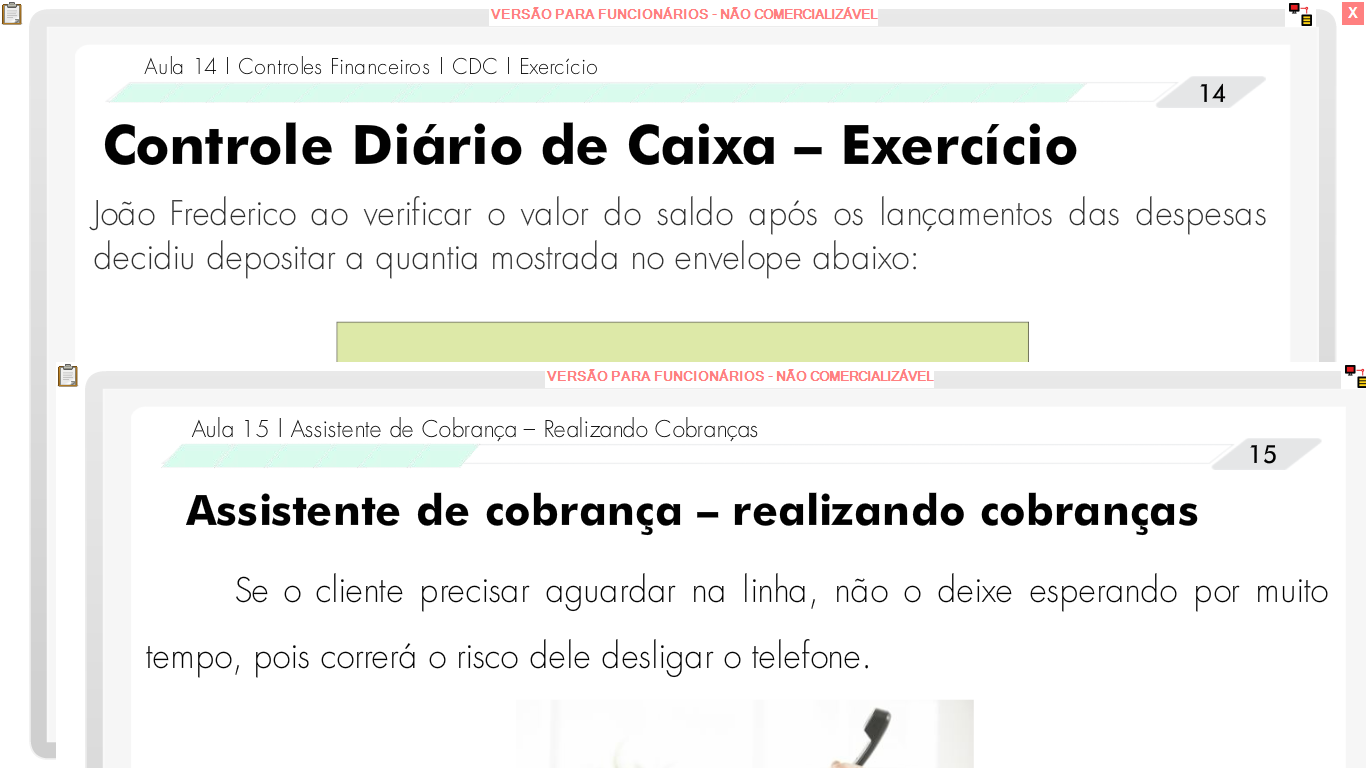 VERSÃO PARA FUNCIONÁRIOS - NÃO COMERCIALIZÁVEL
X
Aula 14 | Controles Financeiros | CDC | Exercício
14
Controle Diário de Caixa – Exercício
João Frederico ao verificar o valor do saldo após os lançamentos das despesas
decidiu depositar a quantia mostrada no envelope abaixo:
VERSÃO PARA FUNCIONÁRIOS - NÃO COMERCIALIZÁVEL
Aula 15 | Assistente de Cobrança – Realizando Cobranças
15
Assistente de cobrança – realizando cobranças
Se o cliente precisar aguardar na linha, não o deixe esperando por muito
tempo, pois correrá o risco dele desligar o telefone.